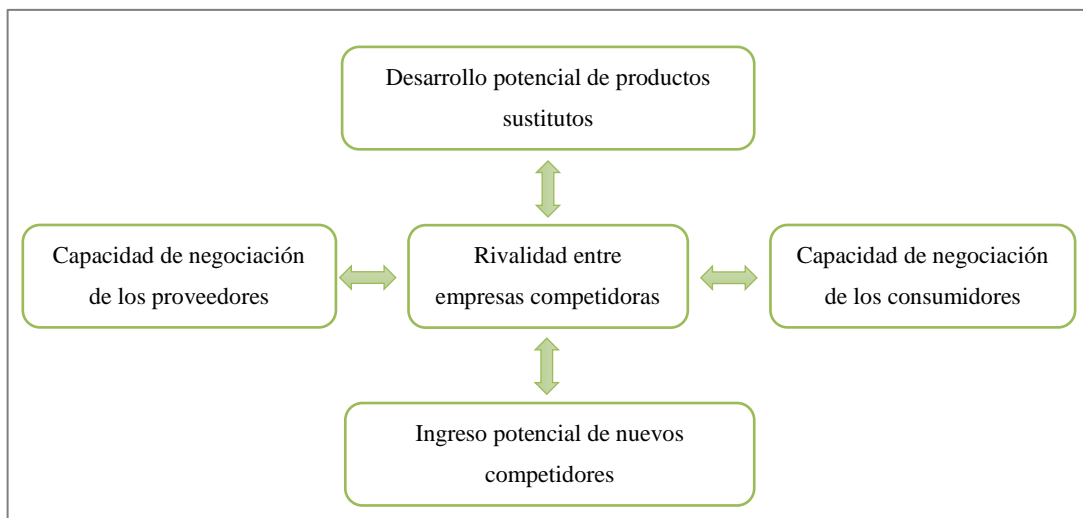 Desarrollo potencial de productos
sustitutos
Capacidad de negociación
de los proveedores
Rivalidad entre
empresas competidoras
Capacidad de negociación
de los consumidores
Ingreso potencial de nuevos
competidores